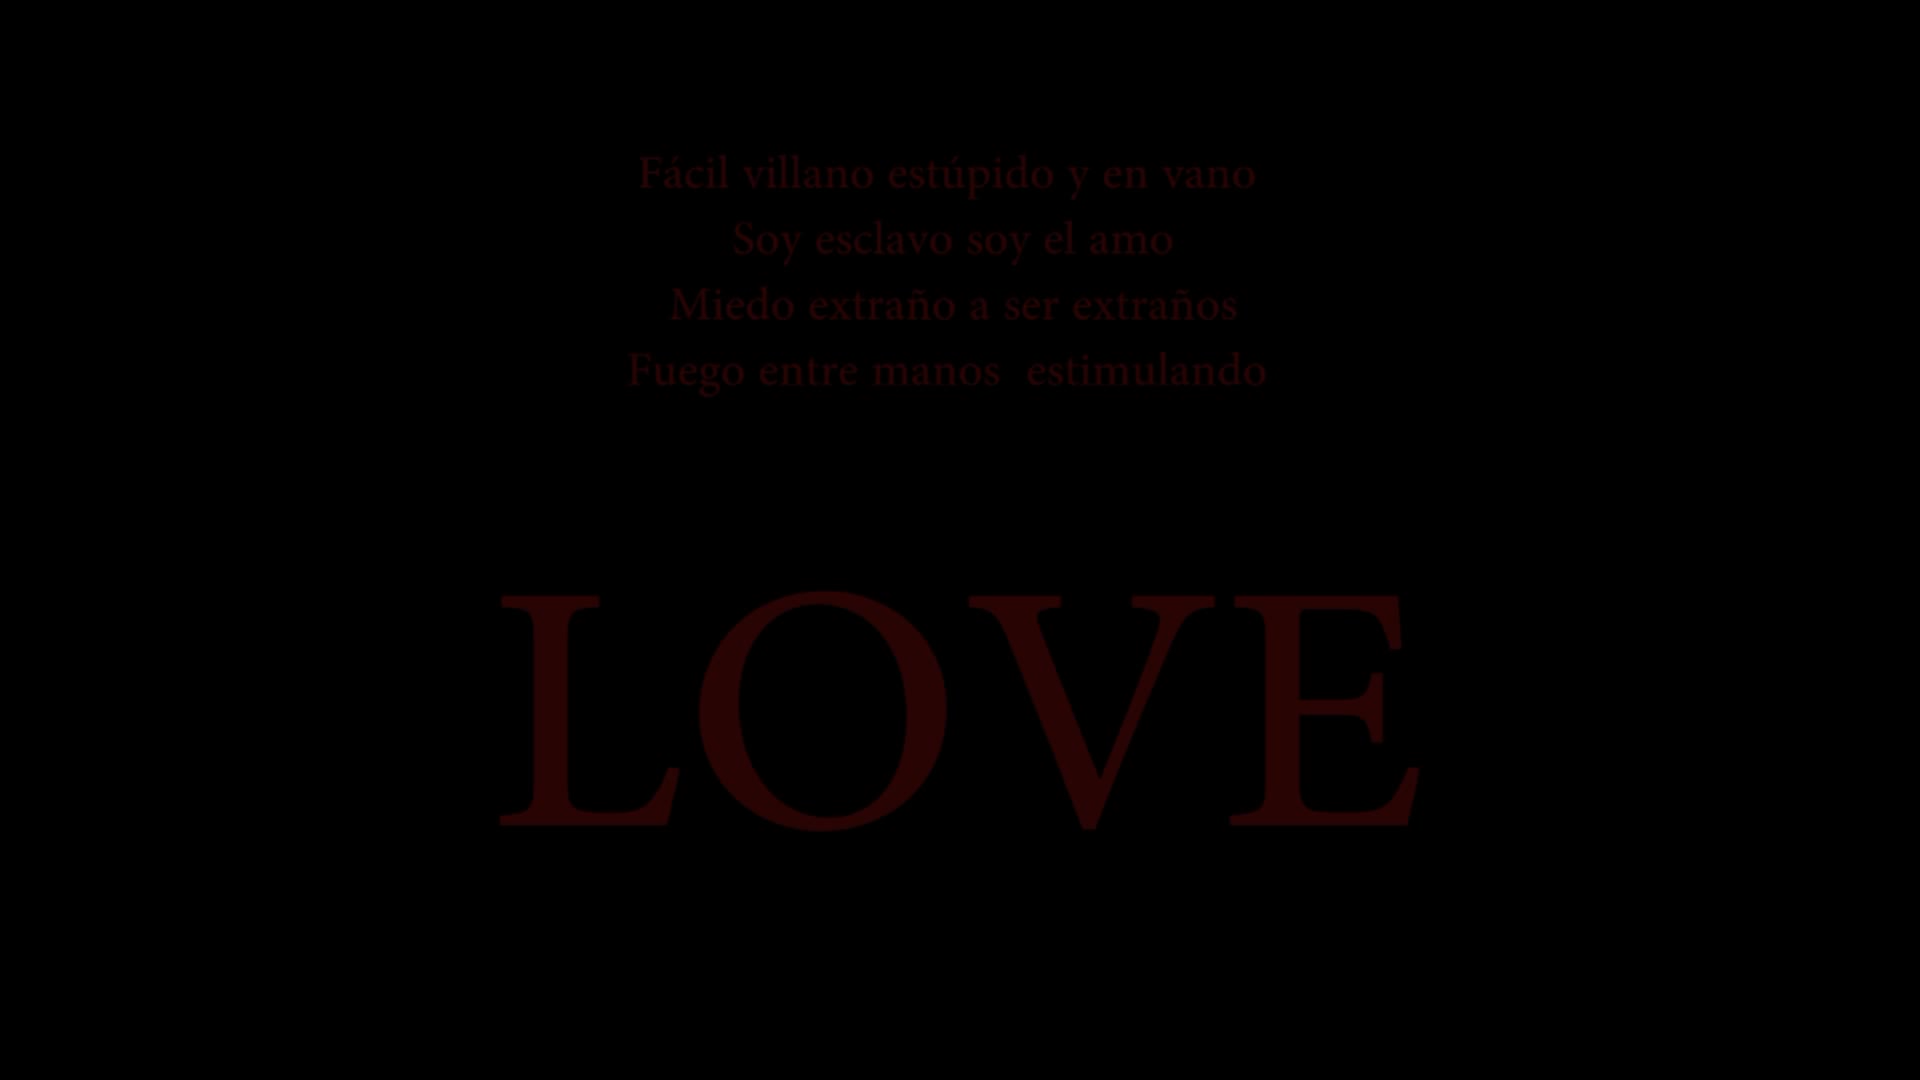 Fácil villano estúpido y en vano
Soy esclavo soy el amo
Miedo extraño a ser extraños
Fuego entre manos  estimulando
LOVE